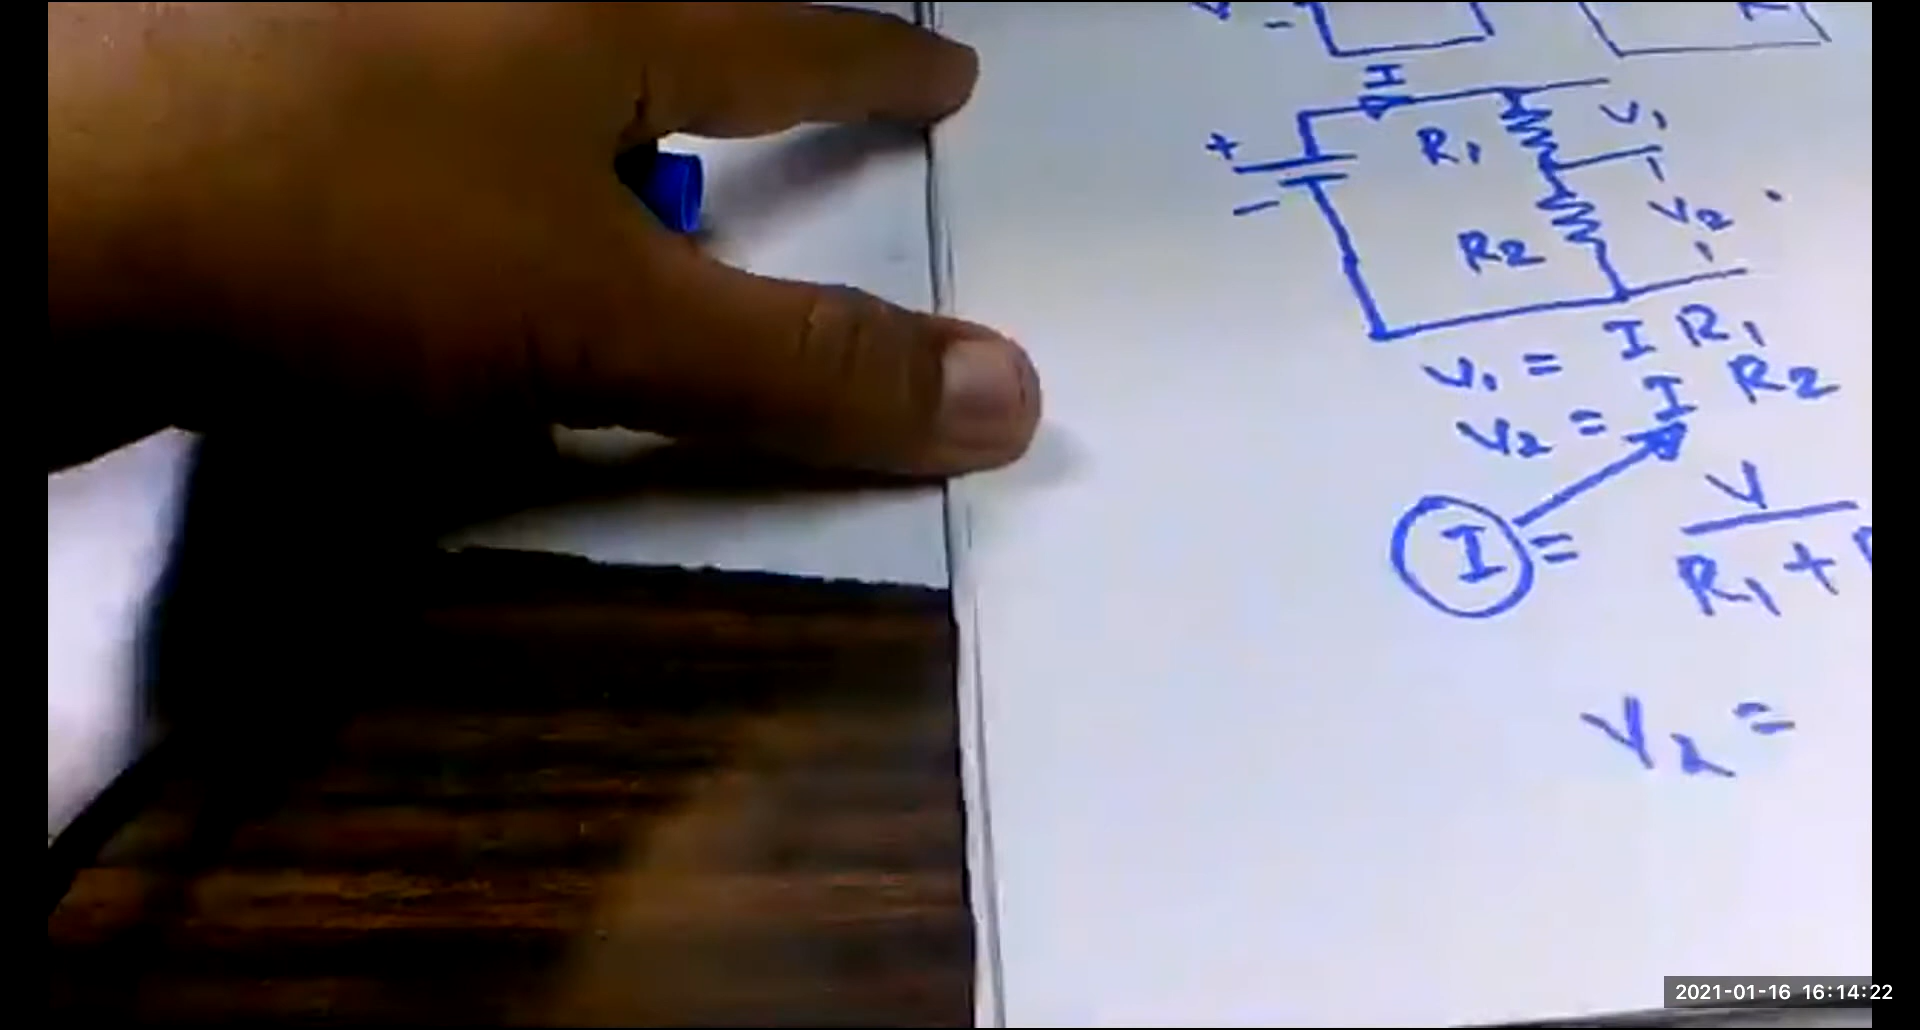 I
+
R1
V1
-
-
V2
R2
-
V1 = I R1
V2 = I R2
I = V
R1 +
V2 =
2021-01-16 16:14:22